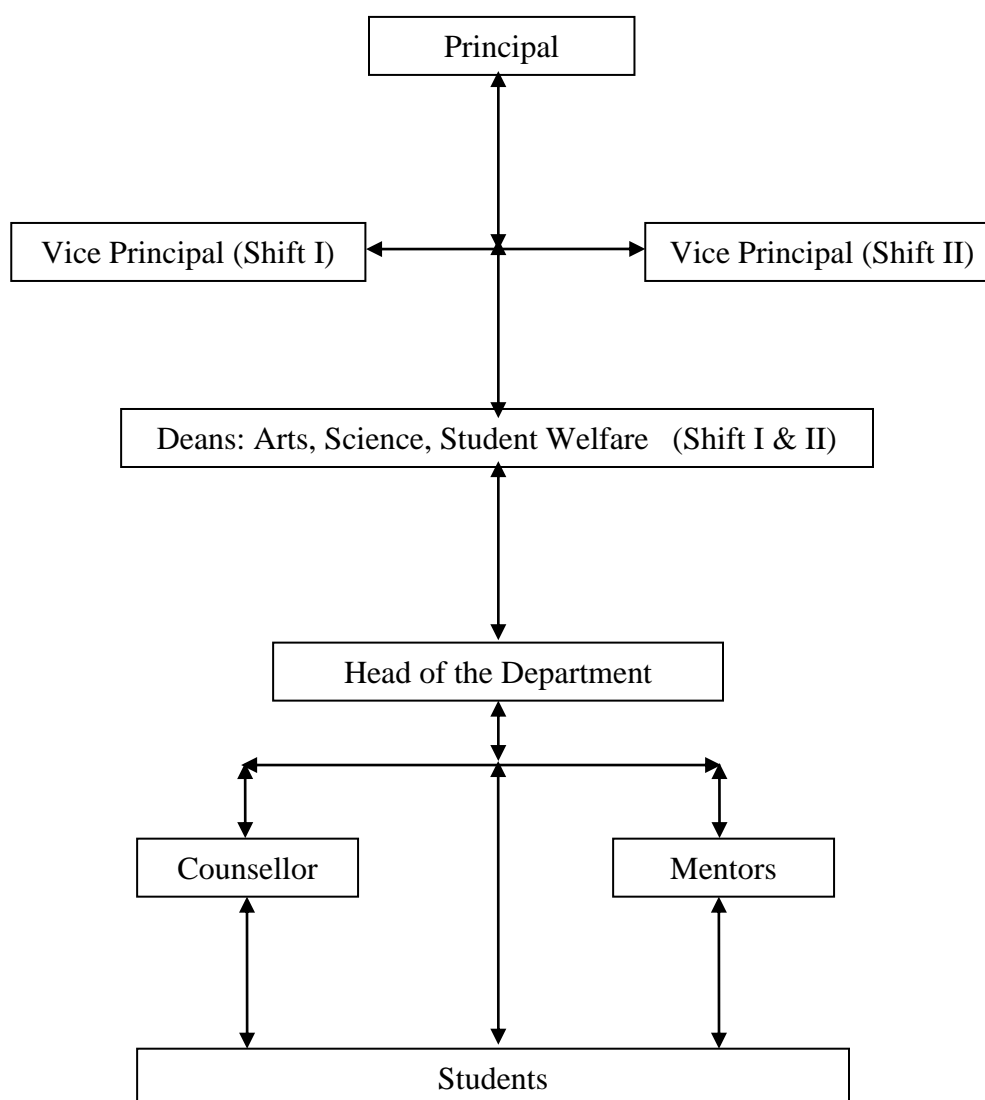 Principal
Vice Principal (Shift I)
Vice Principal (Shift II)
Deans: Arts, Science, Student Welfare (Shift I & II)
Head of the Department
Counsellor
Mentors
Students